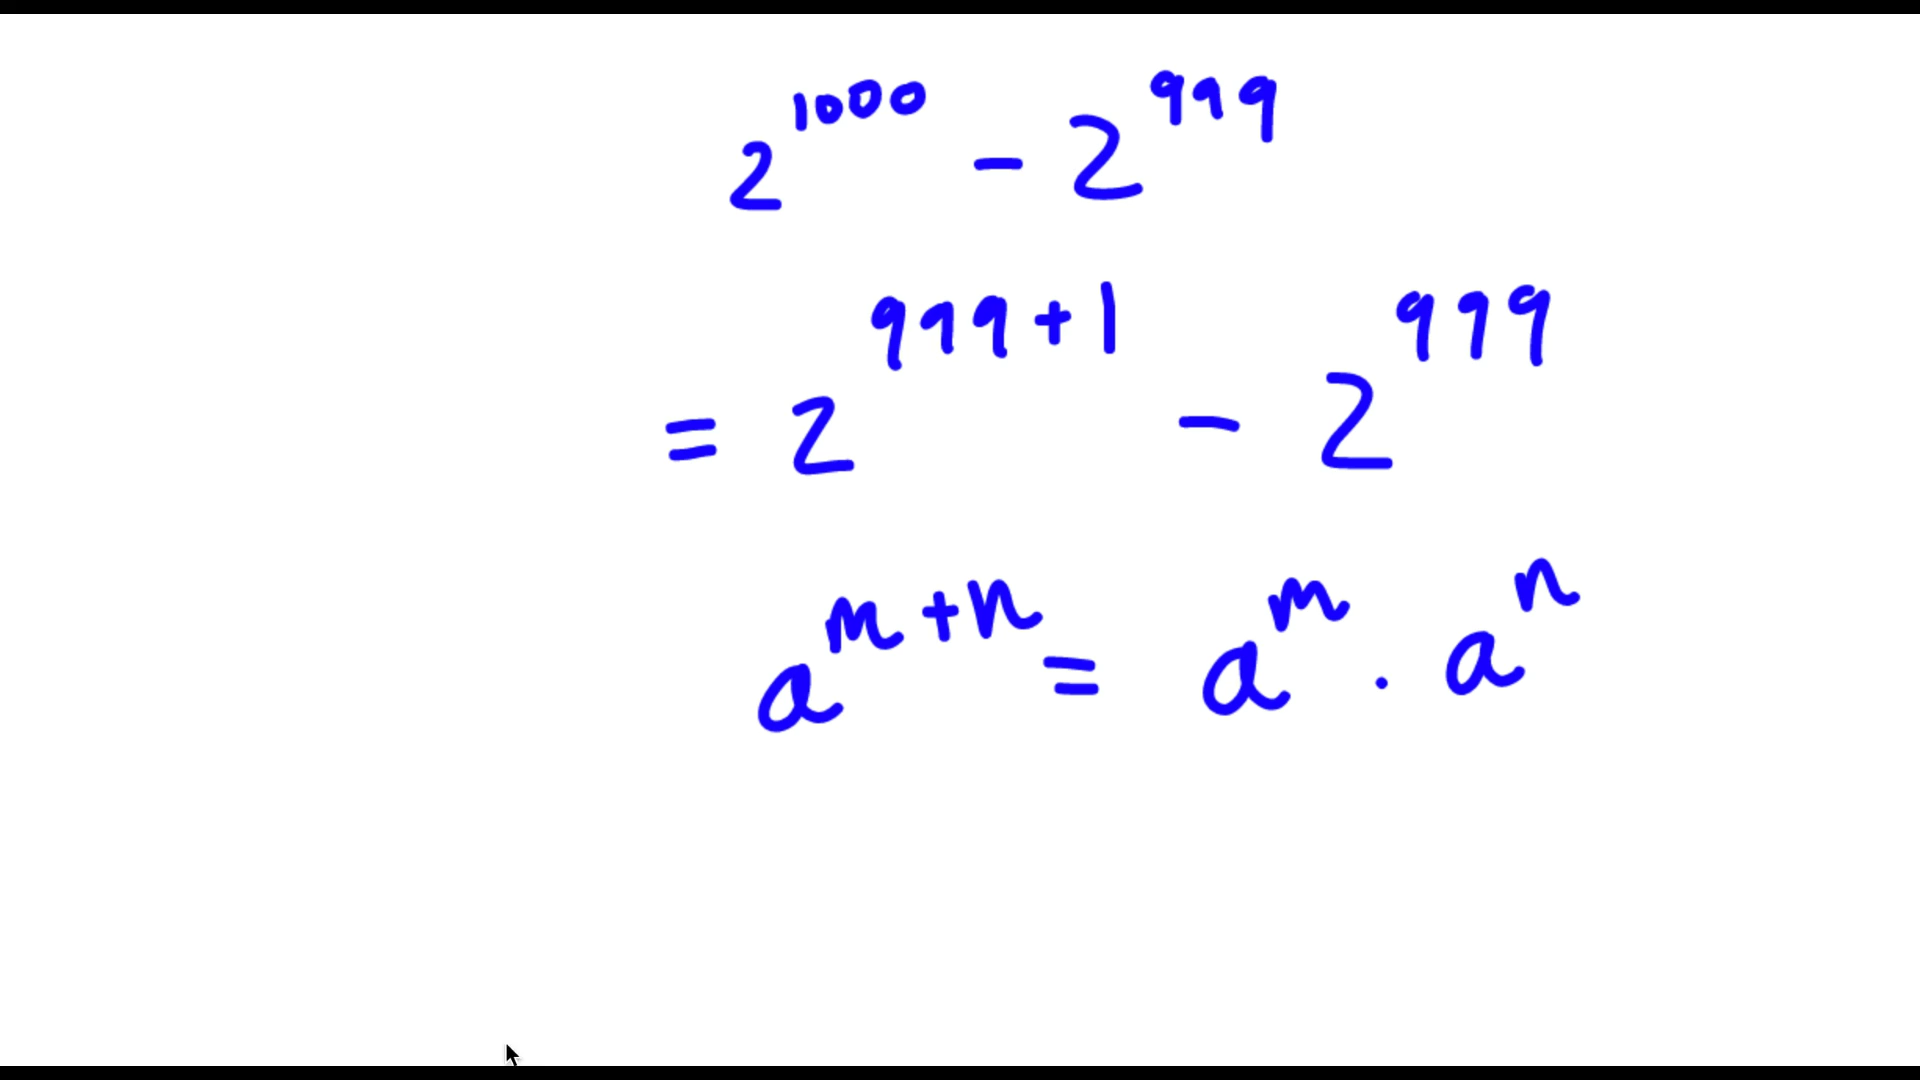 2^1000 - 2^999
= 2^999+1 - 2^999
a^m+n = a^m . a^n